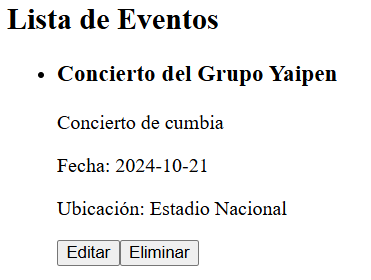 Lista de Eventos
Concierto del Grupo Yaipen
Concierto de cumbia
Fecha: 2024-10-21
Ubicación: Estadio Nacional
Editar Eliminar